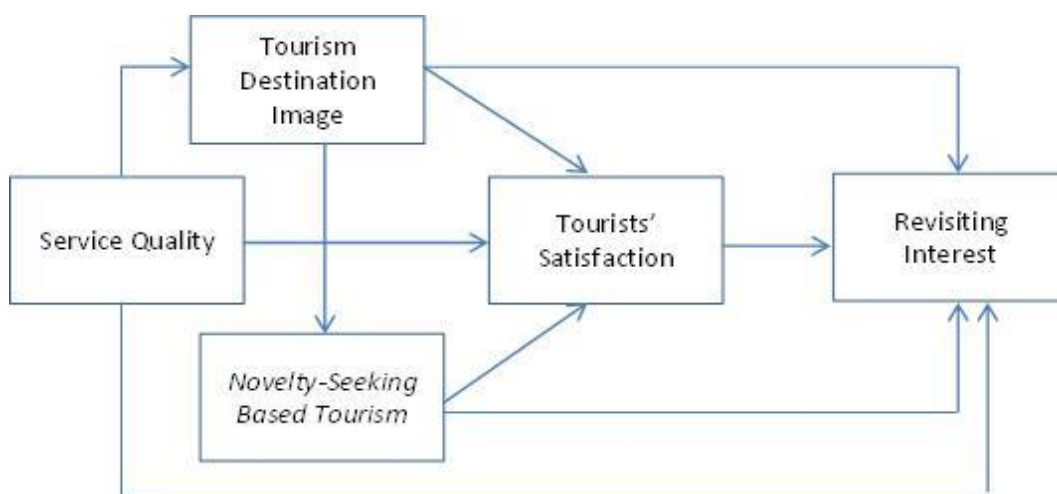 Tourism
Destination
Image
Service Quality
Tourists’
Satisfaction
Revisiting
Interest
Novelty-Seeking
Based Tourism